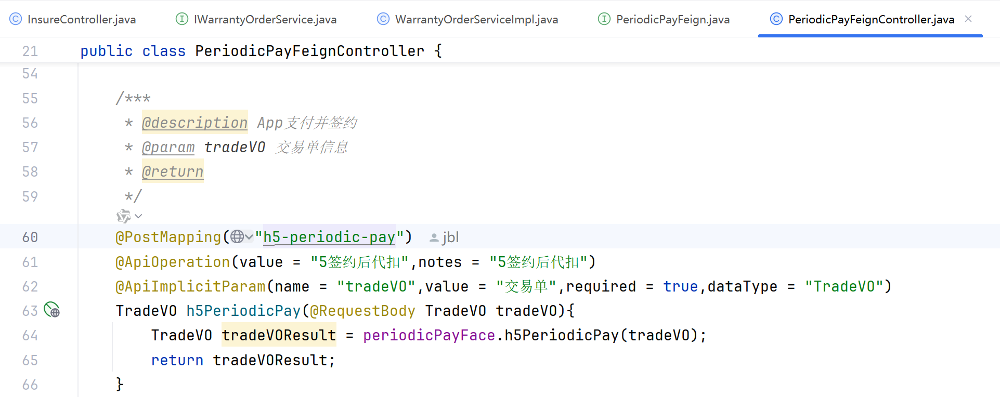 InsureController.java IWarrantyOrderService.java WarrantyOrderServiceImpl.java PeriodicPayFeign.java PeriodicPayFeignController.java
21 public class PeriodicPayFeignController {
54
55 /***
56 * @description App支付并签约
57 * @param tradeVO 交易单信息
58 * @return
59 */
60 @PostMapping("h5-periodic-pay") jbl
61 @ApiOperation(value = "5签约后代扣",notes = "5签约后代扣")
62 @ApiImplicitParam(name = "tradeVO",value = "交易单",required = true,dataType = "TradeVO")
63 TradeVO h5PeriodicPay(@RequestBody TradeVO tradeVO){
64 TradeVO tradeVOResult = periodicPayFace.h5PeriodicPay(tradeVO);
65 return tradeVOResult;
66 }